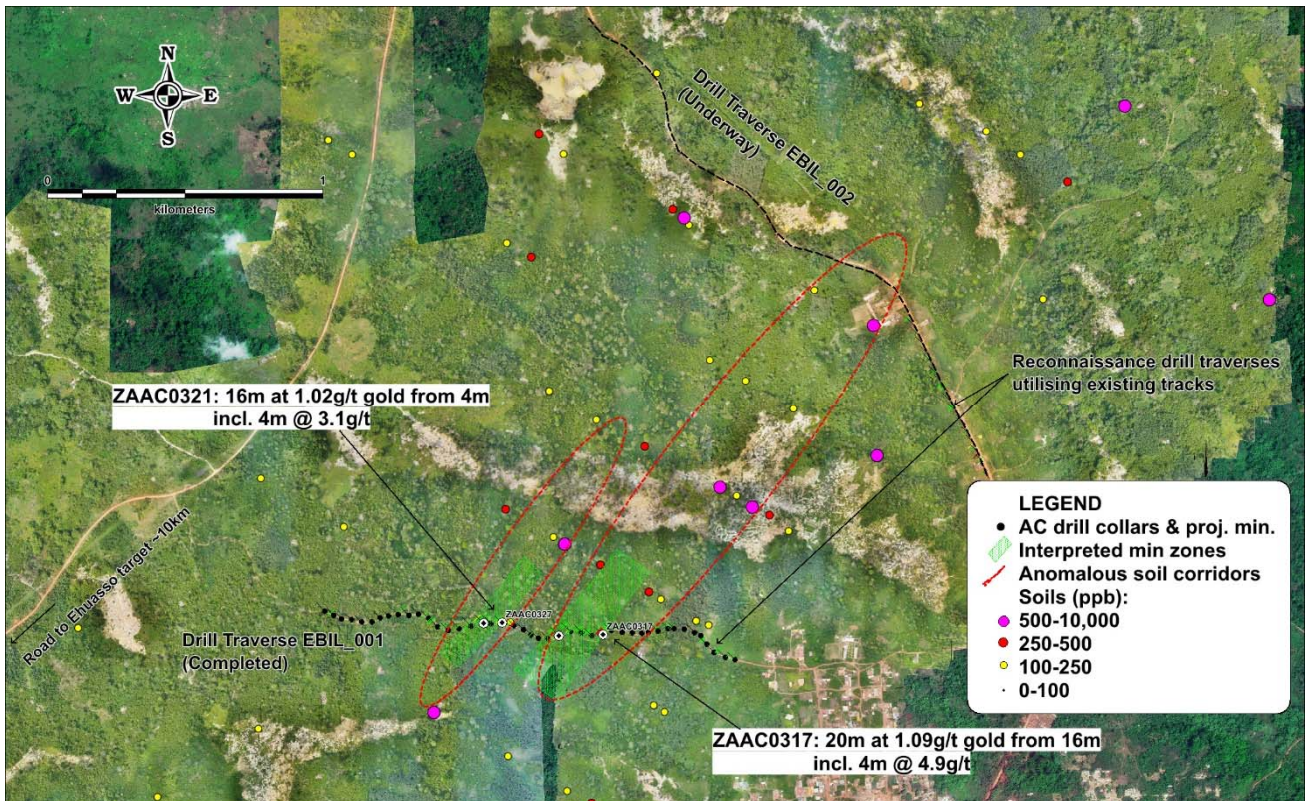 N
W E
S
0 1
kilometers
Drill Traverse EBIL_002
(Underway)
Reconnaissance drill traverses
utilising existing tracks
ZAAC0321: 16m at 1.02g/t gold from 4m
incl. 4m @ 3.1g/t
Road to Ehuasso target ~10km
Drill Traverse EBIL_001
(Completed)
ZAAC0327
ZAAC0317
ZAAC0317: 20m at 1.09g/t gold from 16m
incl. 4m @ 4.9g/t
LEGEND
AC drill collars & proj. min.
Interpreted min zones
Anomalous soil corridors
Soils (ppb):
500-10,000
250-500
100-250
0-100